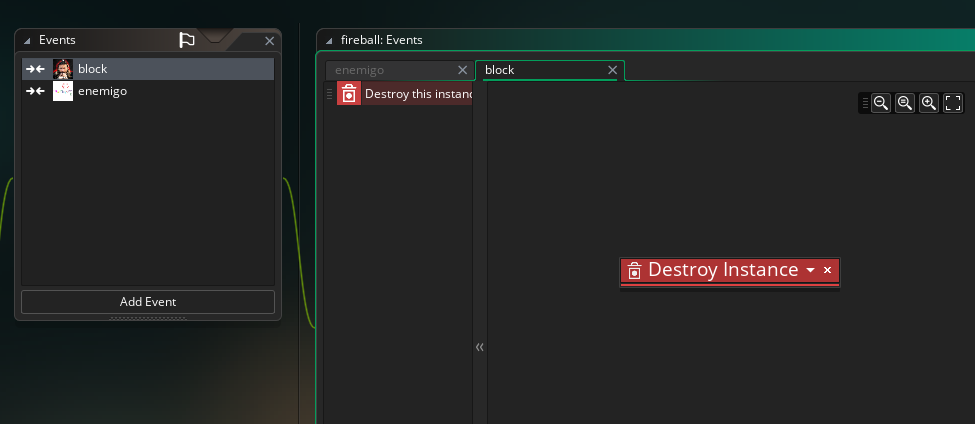 Events
block
enemigo
Add Event
fireball: Events
enemigo
block
Destroy this instanc
Destroy Instance